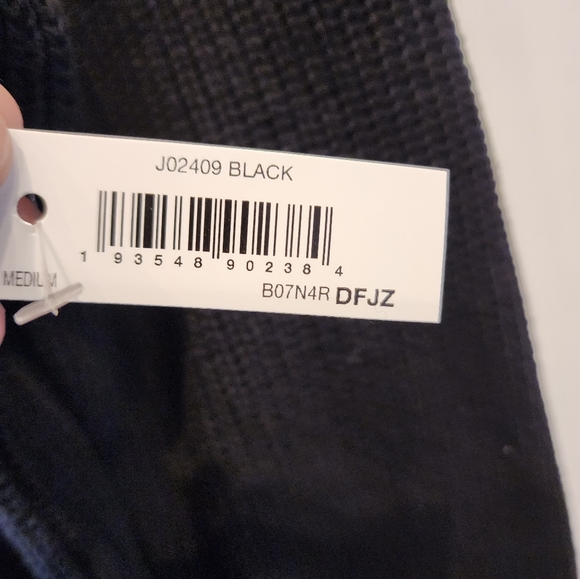 J02409 BLACK
1 93548 90238 4
MEDIUM
B07N4R DFJZ